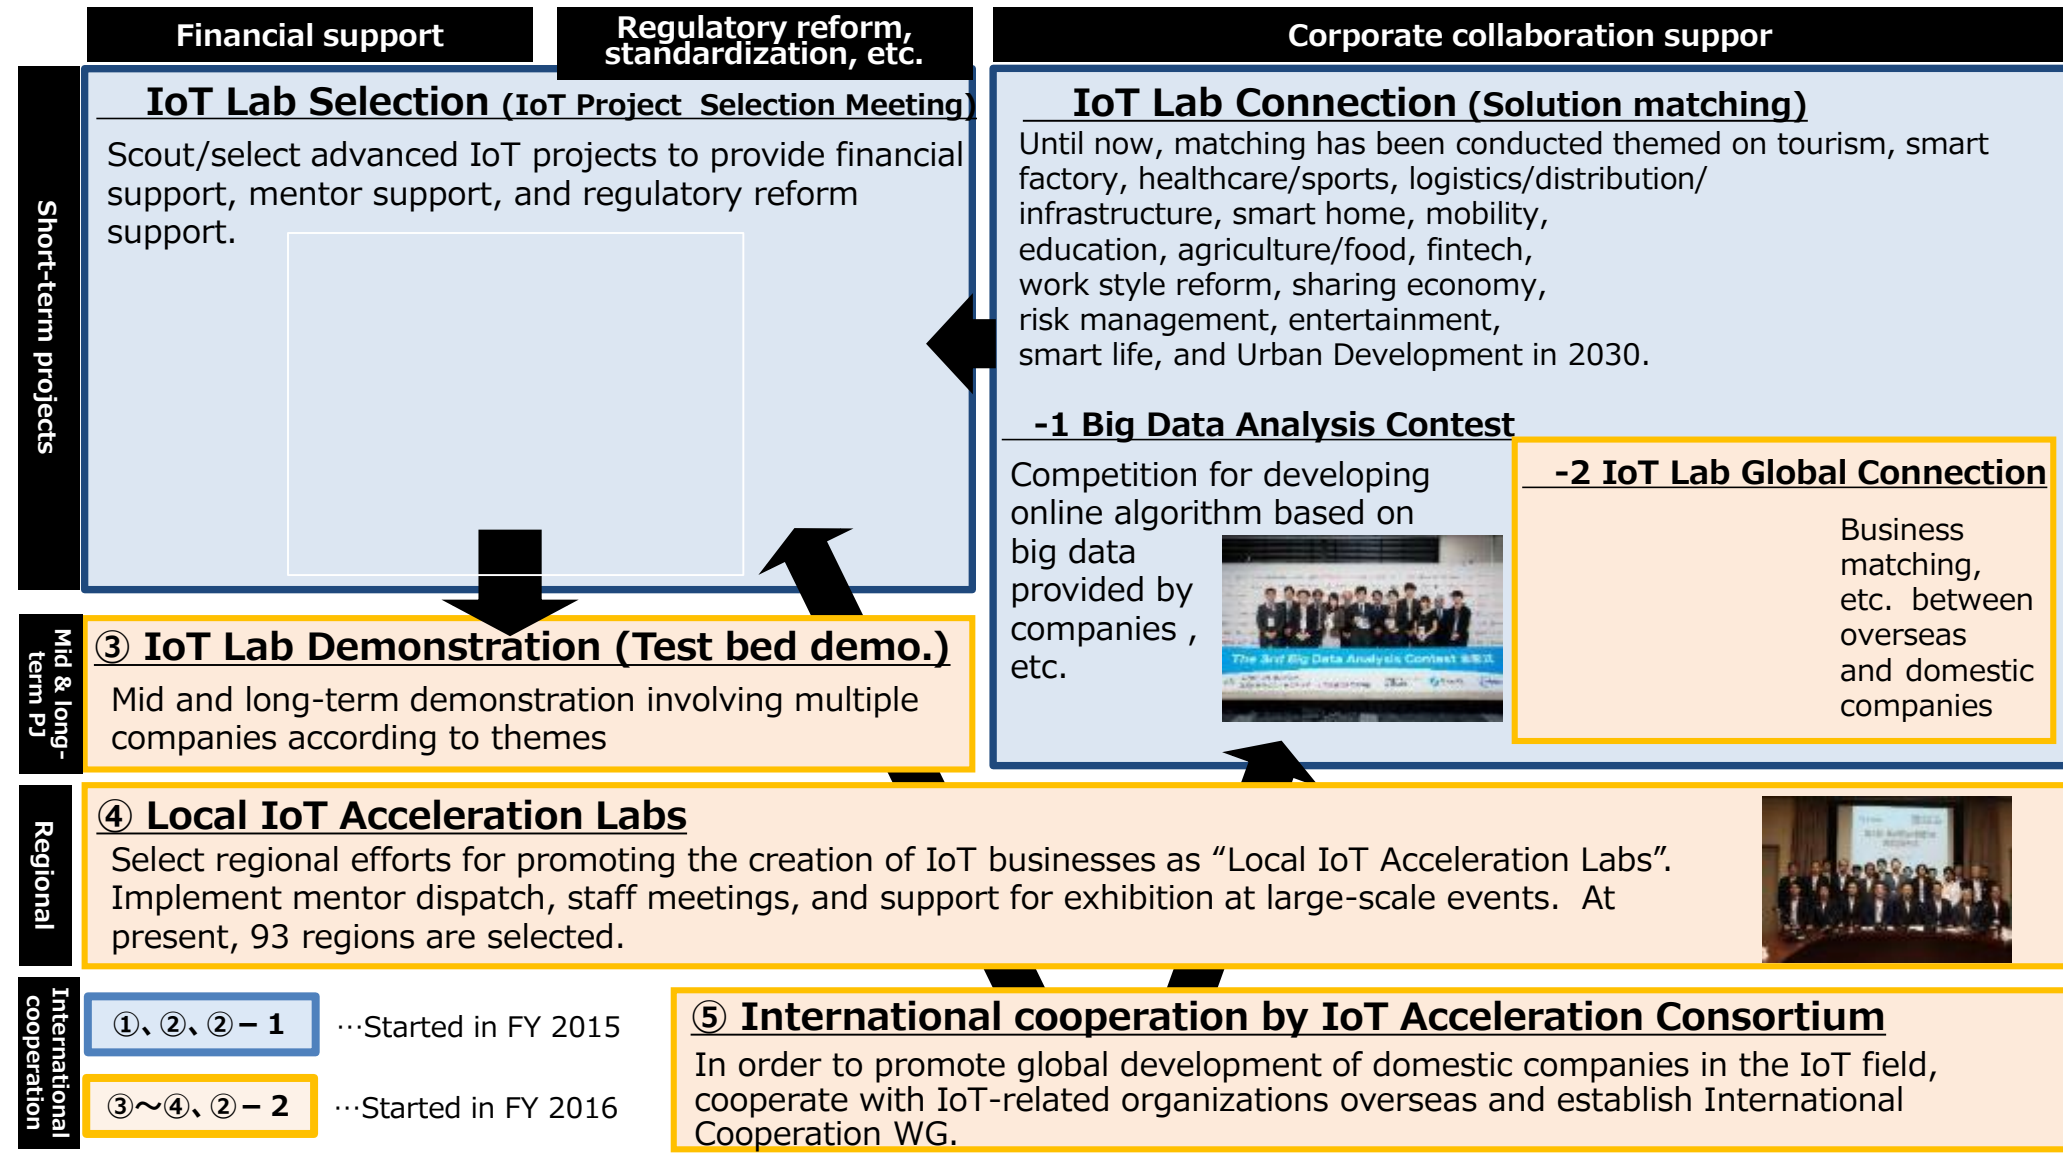 Financial support
Regulatory reform,
standardization, etc.
Corporate collaboration suppor
Short-term projects
IoT Lab Selection (IoT Project Selection Meeting)
Scout/select advanced IoT projects to provide financial
support, mentor support, and regulatory reform
support.
IoT Lab Connection (Solution matching)
Until now, matching has been conducted themed on tourism, smart
factory, healthcare/sports, logistics/distribution/
infrastructure, smart home, mobility,
education, agriculture/food, fintech,
work style reform, sharing economy,
risk management, entertainment,
smart life, and Urban Development in 2030.
-1 Big Data Analysis Contest
Competition for developing
online algorithm based on
big data
provided by
companies ,
etc.
The 3rd Big Data Analysis Contest
-2 IoT Lab Global Connection
Business
matching,
etc. between
overseas
and domestic
companies
Mid & long-
term PJ
③ IoT Lab Demonstration (Test bed demo.)
Mid and long-term demonstration involving multiple
companies according to themes
Regional
④ Local IoT Acceleration Labs
Select regional efforts for promoting the creation of IoT businesses as “Local IoT Acceleration Labs”.
Implement mentor dispatch, staff meetings, and support for exhibition at large-scale events. At
present, 93 regions are selected.
International
cooperation
①、②、②－1
…Started in FY 2015
③～④、②－2
…Started in FY 2016
⑤ International cooperation by IoT Acceleration Consortium
In order to promote global development of domestic companies in the IoT field,
cooperate with IoT-related organizations overseas and establish International
Cooperation WG.